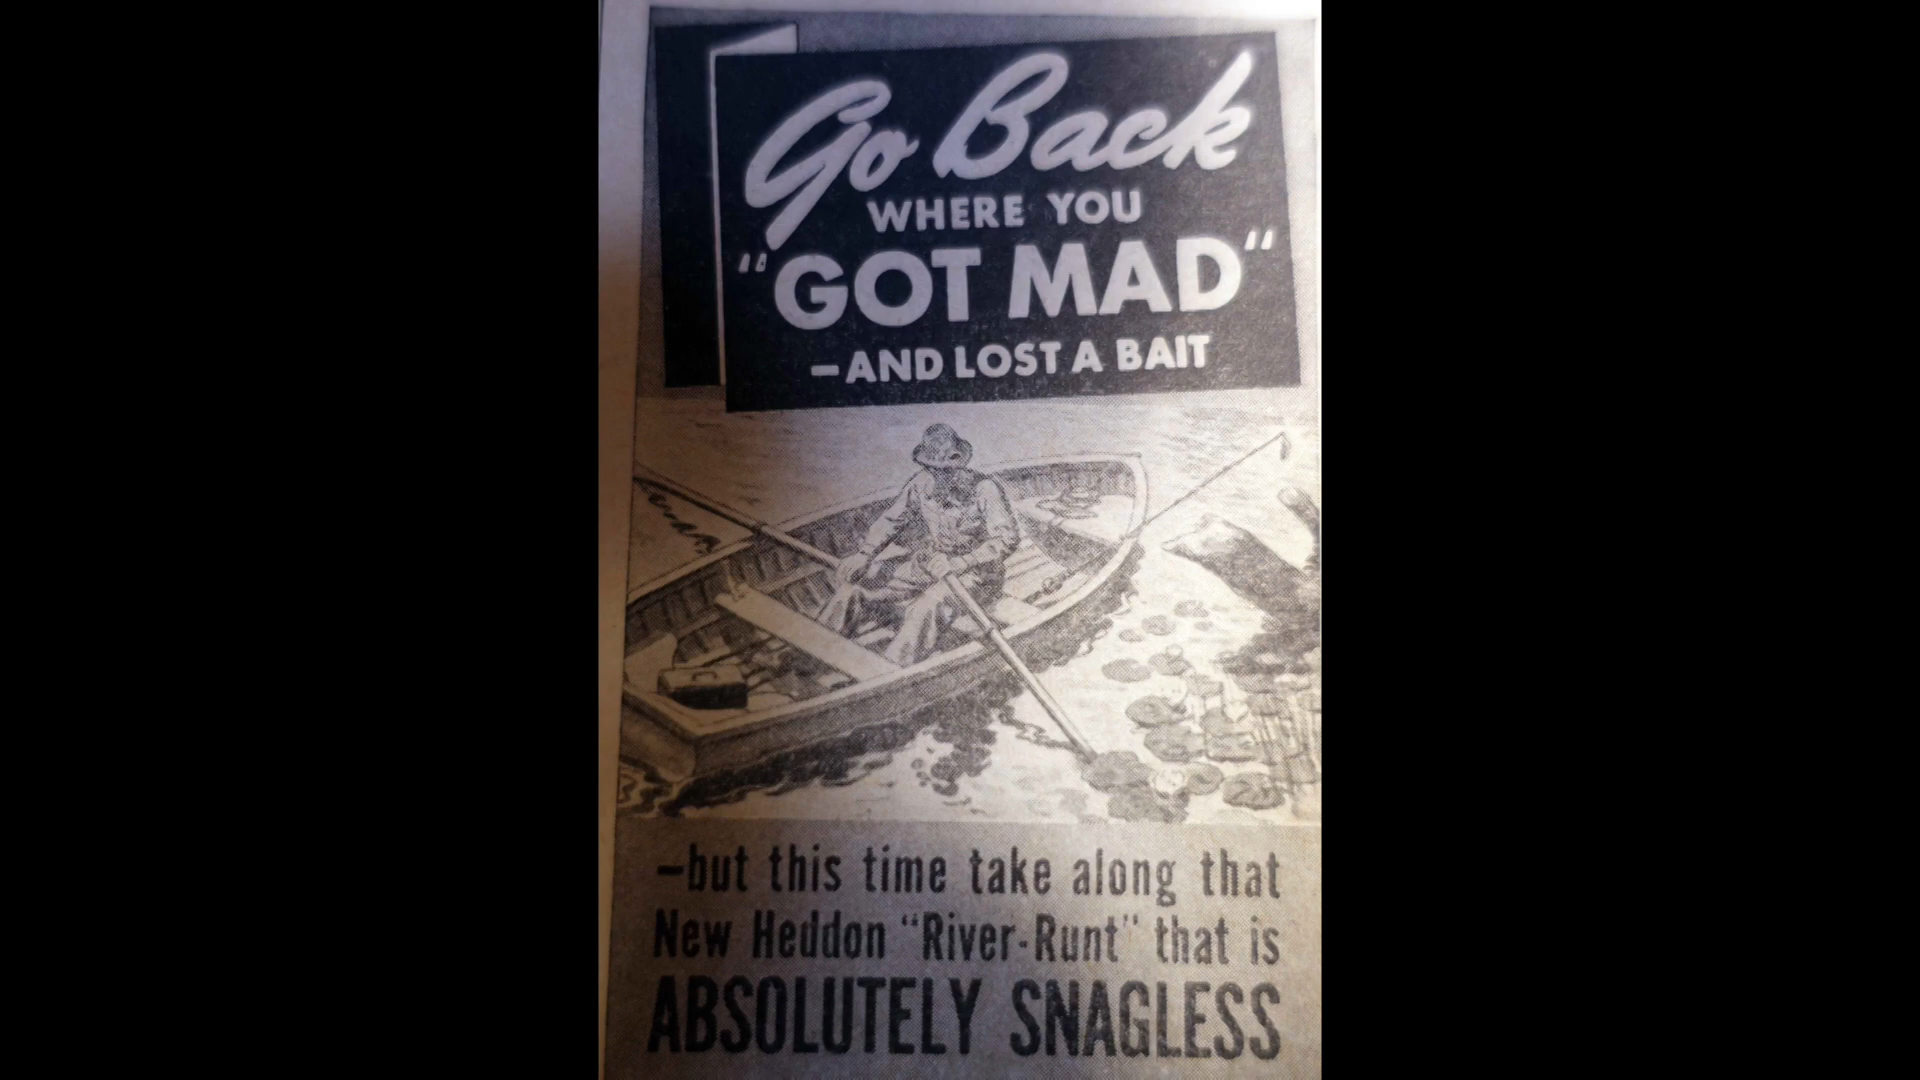 Go Back
WHERE YOU
"GOT MAD"
–AND LOST A BAIT
–but this time take along that
New Heddon "River-Runt" that is
ABSOLUTELY SNAGLESS